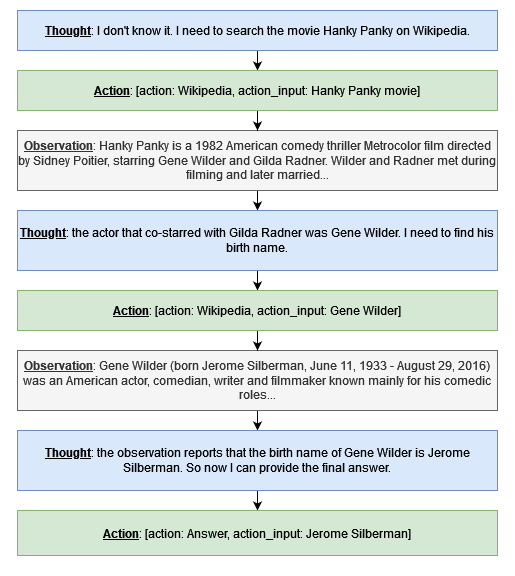 Thought: I don't know it. I need to search the movie Hanky Panky on Wikipedia.
Action: [action: Wikipedia, action_input: Hanky Panky movie]
Observation: Hanky Panky is a 1982 American comedy thriller Metrocolor film directed
by Sidney Poitier, starring Gene Wilder and Gilda Radner. Wilder and Radner met during
filming and later married...
Thought: the actor that co-starred with Gilda Radner was Gene Wilder. I need to find his
birth name.
Action: [action: Wikipedia, action_input: Gene Wilder]
Observation: Gene Wilder (born Jerome Silberman, June 11, 1933 - August 29, 2016)
was an American actor, comedian, writer and filmmaker known mainly for his comedic
roles...
Thought: the observation reports that the birth name of Gene Wilder is Jerome
Silberman. So now I can provide the final answer.
Action: [action: Answer, action_input: Jerome Silberman]